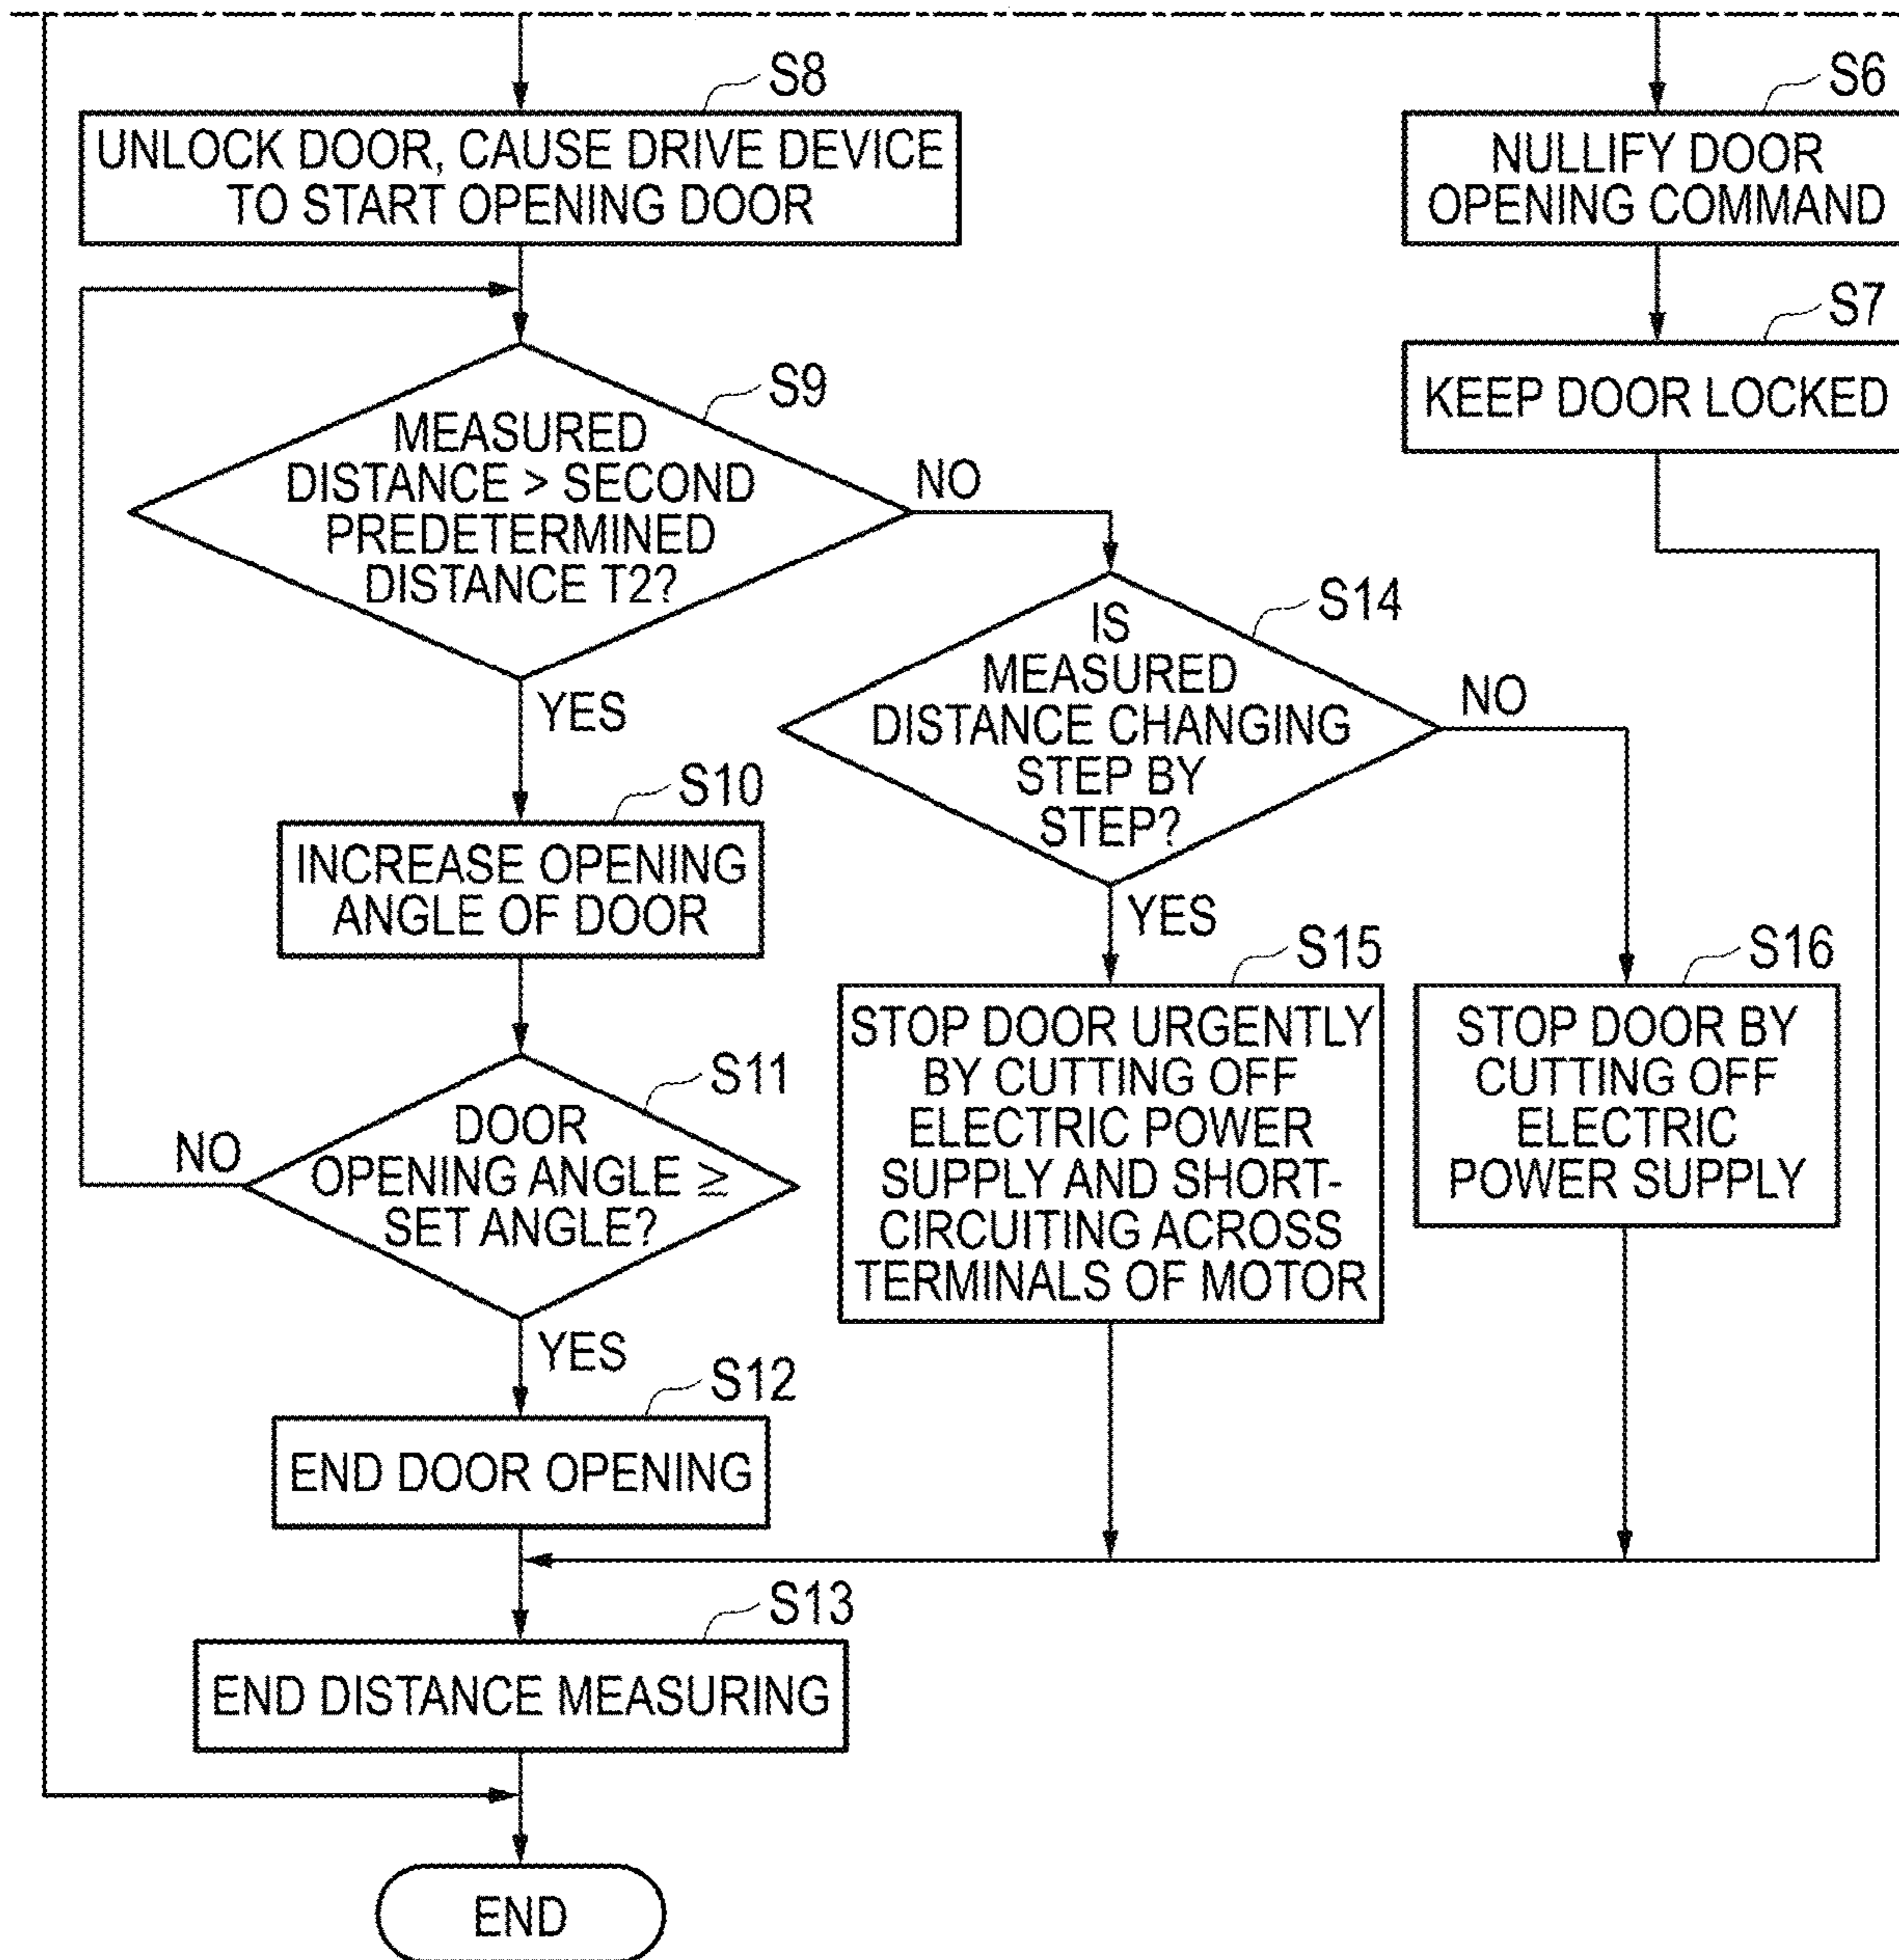 S8
UNLOCK DOOR, CAUSE DRIVE DEVICE
TO START OPENING DOOR
S6
NULLIFY DOOR
OPENING COMMAND
S7
KEEP DOOR LOCKED
S9
MEASURED
DISTANCE > SECOND
PREDETERMINED
DISTANCE T2?
NO
YES
S14
IS
MEASURED
DISTANCE CHANGING
STEP BY
STEP?
NO
YES
S10
INCREASE OPENING
ANGLE OF DOOR
S15
STOP DOOR URGENTLY
BY CUTTING OFF
ELECTRIC POWER
SUPPLY AND SHORT-
CIRCUITING ACROSS
TERMINALS OF MOTOR
S16
STOP DOOR BY
CUTTING OFF
ELECTRIC
POWER SUPPLY
S11
DOOR
OPENING ANGLE ≥
SET ANGLE?
NO
YES
S12
END DOOR OPENING
S13
END DISTANCE MEASURING
END